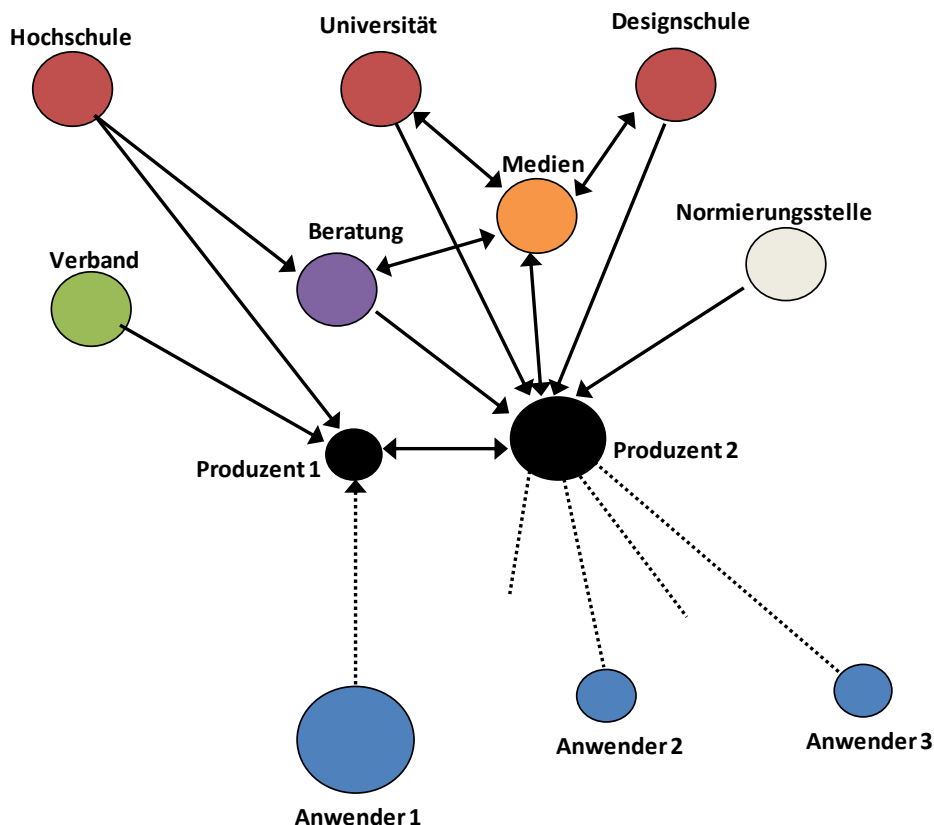 Hochschule
Universität
Designschule
Medien
Normierungsstelle
Beratung
Verband
Produzent 1
Produzent 2
Anwender 1
Anwender 2
Anwender 3